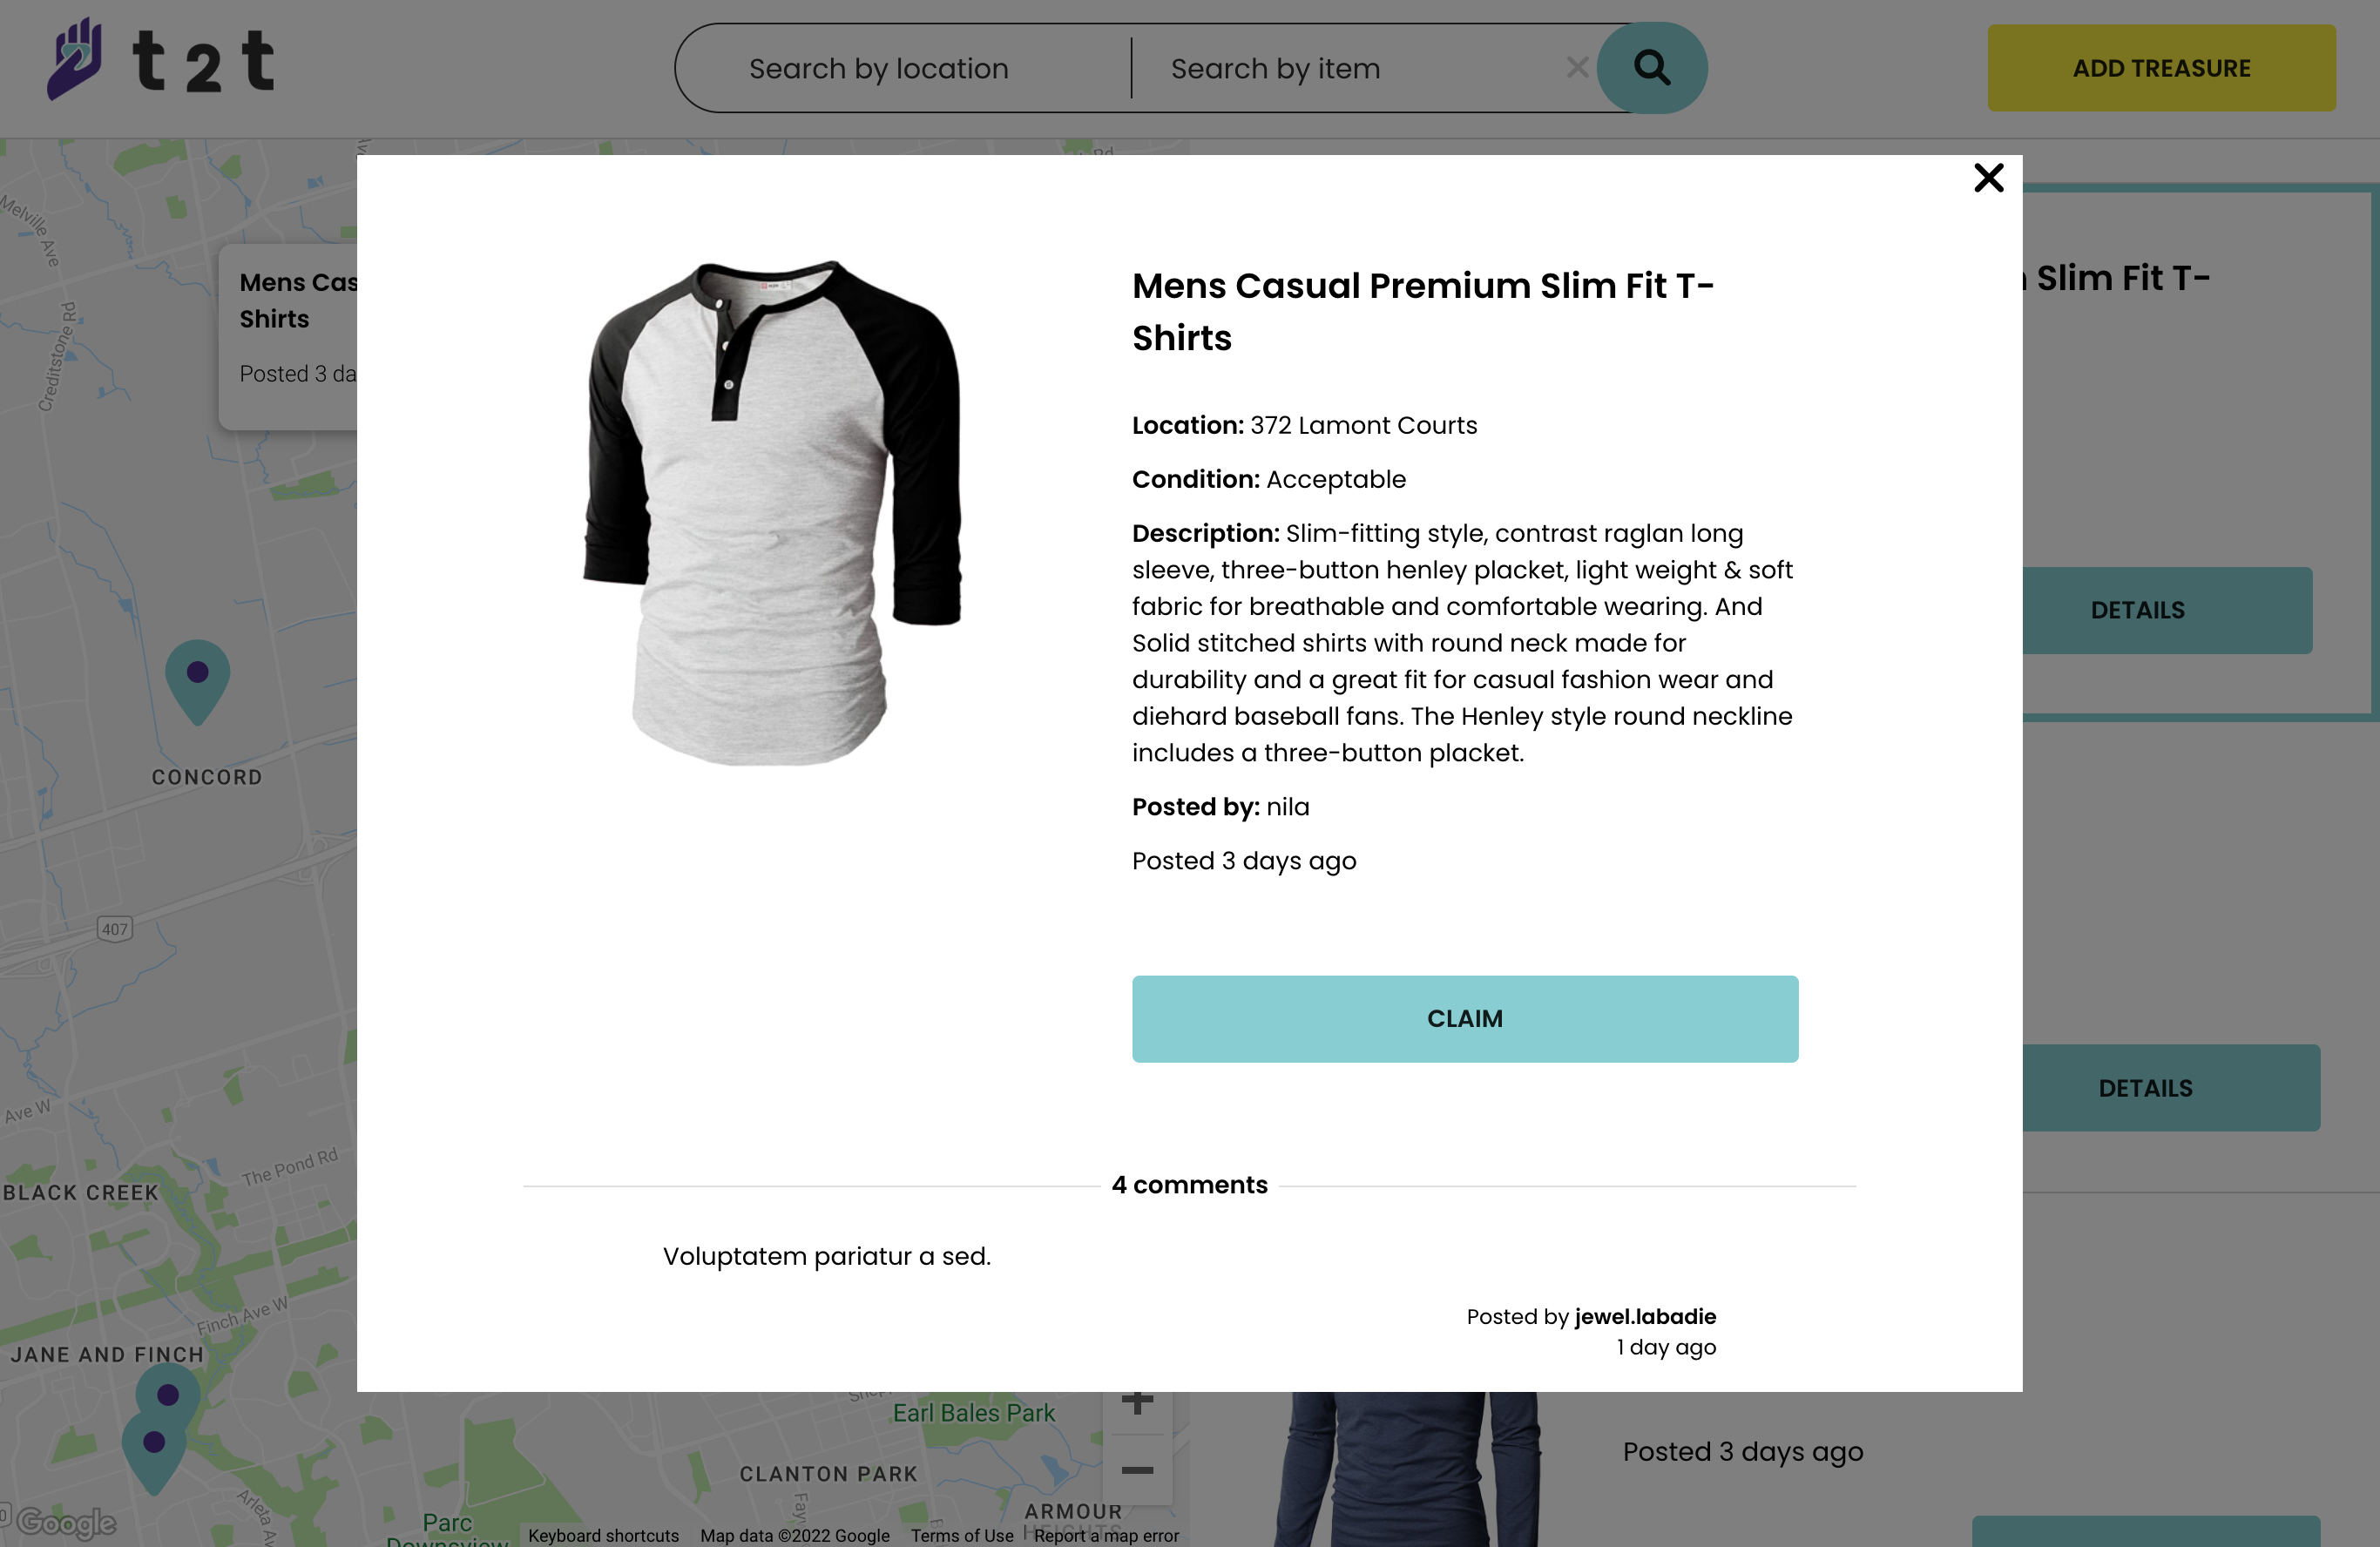 t2t
Search by location
Search by item
ADD TREASURE
Melville Ave
Creditstone Rd
Mens Cas
Shirts
Posted 3 da
CONCORD
407
Ave W
The Pond Rd
BLACK CREEK
Finch Ave W
JANE AND FINCH
Arleta Av
Google
Mens Casual Premium Slim Fit T-
Shirts
Location: 372 Lamont Courts
Condition: Acceptable
Description: Slim-fitting style, contrast raglan long
sleeve, three-button henley placket, light weight & soft
fabric for breathable and comfortable wearing. And
Solid stitched shirts with round neck made for
durability and a great fit for casual fashion wear and
diehard baseball fans. The Henley style round neckline
includes a three-button placket.
Posted by: nila
Posted 3 days ago
CLAIM
4 comments
Voluptatem pariatur a sed.
Posted by jewel.labadie
1 day ago
Slim Fit T-
DETAILS
DETAILS
Earl Bales Park
CLANTON PARK
ARMOUR
HEIGHTS
Parc
Downsview
Keyboard shortcuts
Map data ©2022 Google
Terms of Use
Report a map error
Posted 3 days ago